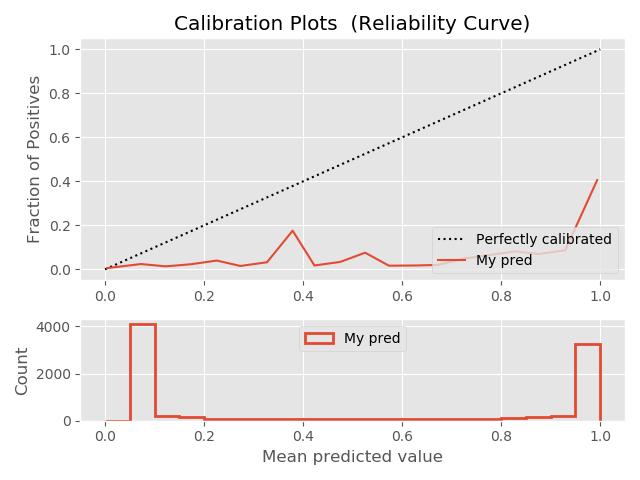 Calibration Plots  (Reliability Curve)
1.0
0.8
0.6
0.4
0.2
0.0
Fraction of Positives
Perfectly calibrated
My pred
0.0 0.2 0.4 0.6 0.8 1.0
4000
2000
0
Count
My pred
0.0 0.2 0.4 0.6 0.8 1.0
Mean predicted value